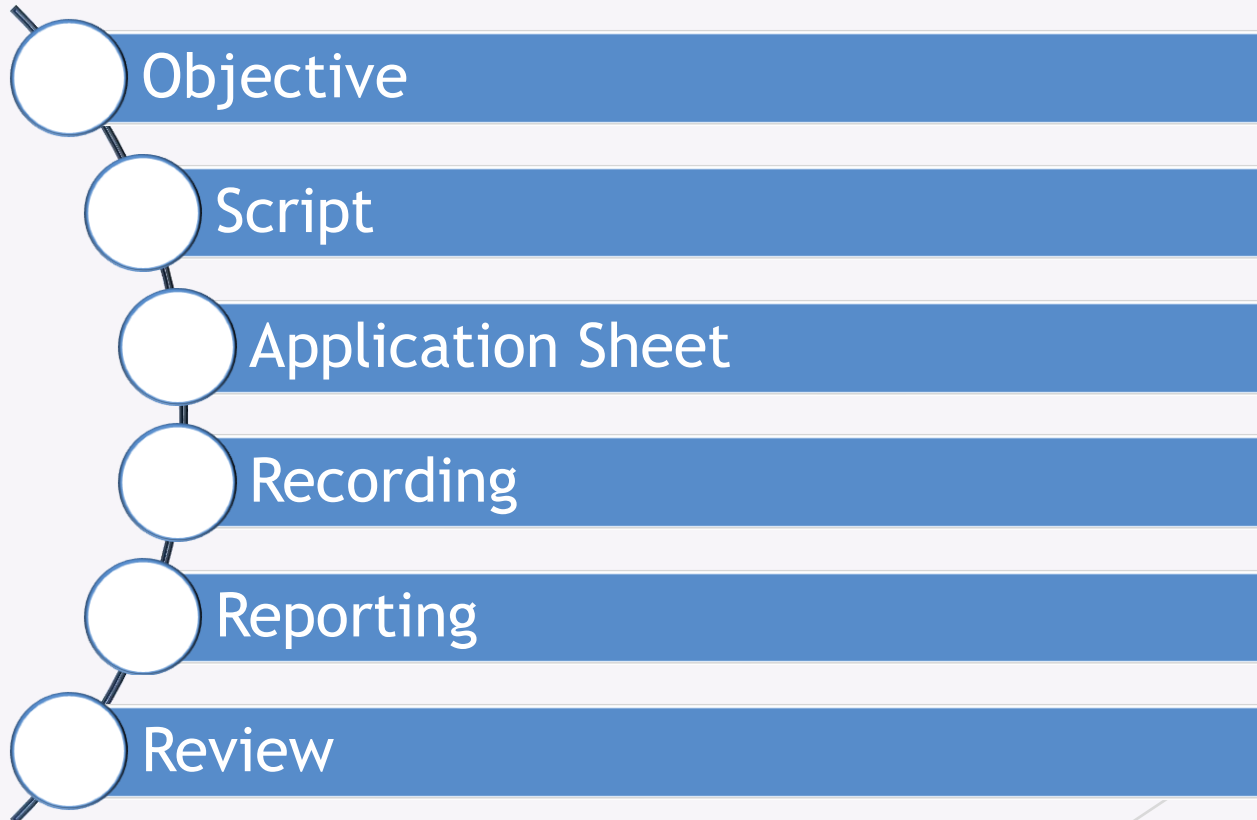 Objective
Script
Application Sheet
Recording
Reporting
Review